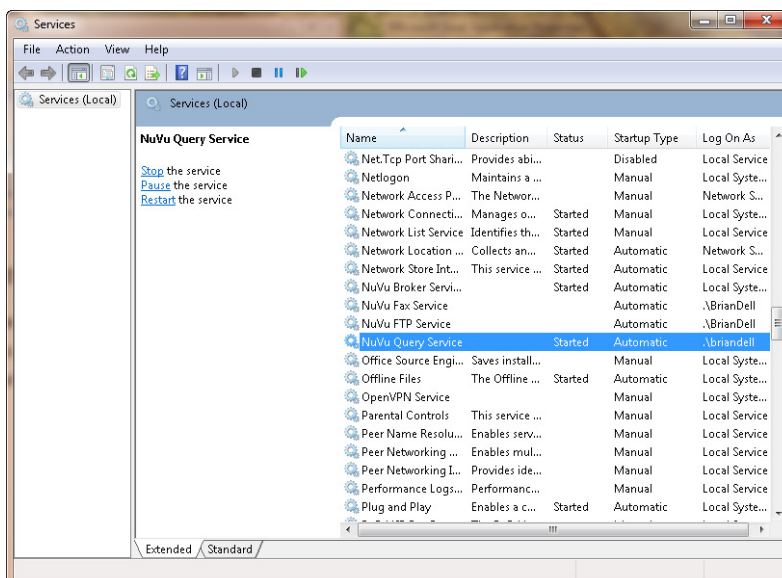 Services
File Action View Help
Services (Local)
Services (Local)
NuVu Query Service
Stop the service
Pause the service
Restart the service
Name Description Status Startup Type Log On As
Net.Tcp Port Shari... Provides abi... Disabled Local Service
Netlogon Maintains a ... Manual Local Syste...
Network Access P... The Networ... Manual Network S...
Network Connecti... Manages o... Started Manual Local Syste...
Network List Service Identifies th... Started Manual Local Service
Network Location ... Collects an... Started Automatic Network S...
Network Store Int... This service ... Started Automatic Local Service
NuVu Broker Servi... Started Automatic Local Syste...
NuVu Fax Service Automatic .\BrianDell
NuVu FTP Service Automatic .\BrianDell
NuVu Query Service Started Automatic .\briandell
Office Source Engi... Saves install... Manual Local Syste...
Offline Files The Offline ... Started Automatic Local Syste...
OpenVPN Service Manual Local Syste...
Parental Controls This service ... Manual Local Service
Peer Name Resolu... Enables serv... Manual Local Service
Peer Networking ... Enables mul... Manual Local Service
Peer Networking I... Provides ide... Manual Local Service
Performance Logs... Performanc... Manual Local Service
Plug and Play Enables a c... Started Automatic Local Syste...
Extended Standard